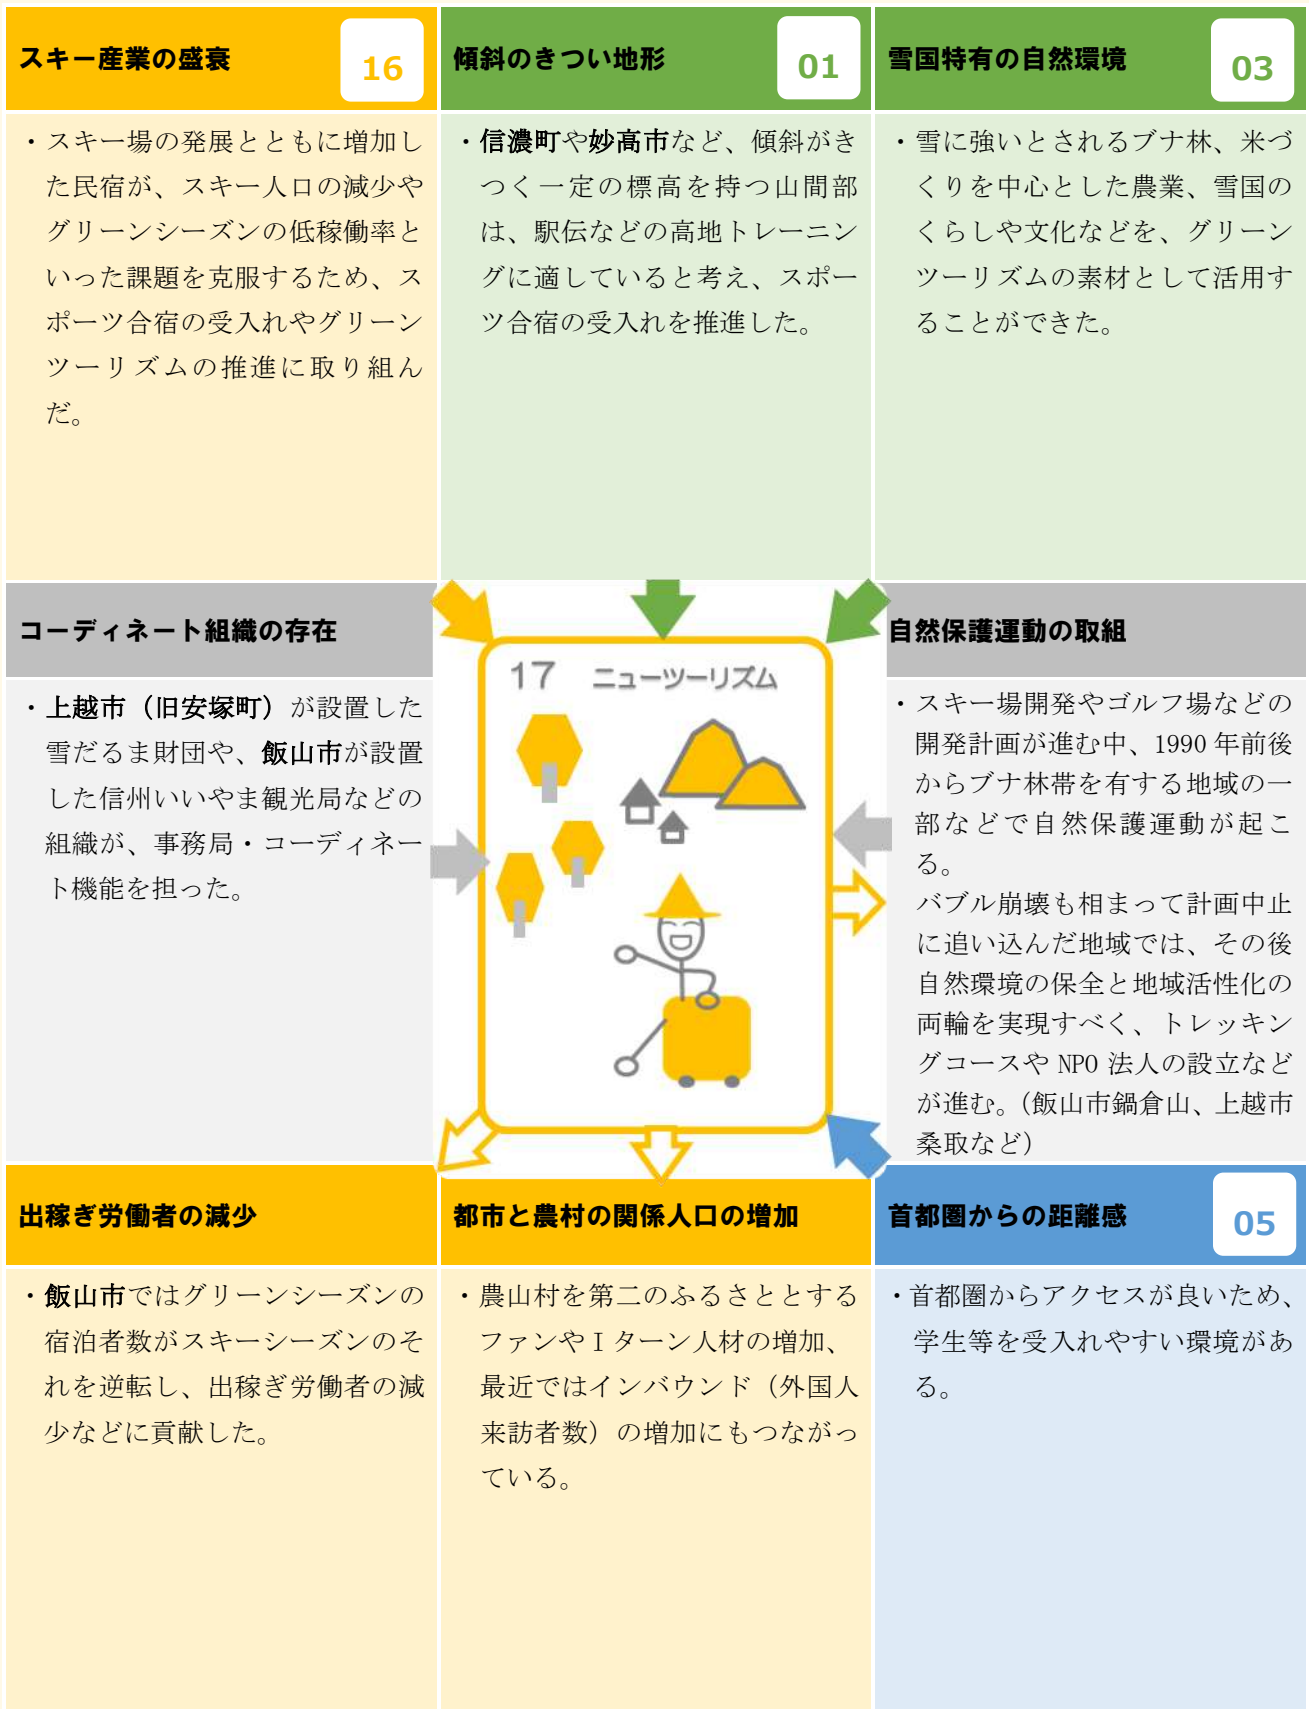 スキー産業の盛衰
16
・スキー場の発展とともに増加し
た民宿が、スキー人口の減少や
グリーンシーズンの低稼働率と
いった課題を克服するため、ス
ポーツ合宿の受入れやグリーン
ツーリズムの推進に取り組ん
だ。
傾斜のきつい地形
01
・信濃町や妙高市など、傾斜がき
つく一定の標高を持つ山間部
は、駅伝などの高地トレーニン
グに適していると考え、スポー
ツ合宿の受入れを推進した。
雪国特有の自然環境
03
・雪に強いとされるブナ林、米づ
くりを中心とした農業、雪国の
くらしや文化などを、グリーン
ツーリズムの素材として活用す
ることができた。
コーディネート組織の存在
・上越市（旧安塚町）が設置した
雪だるま財団や、飯山市が設置
した信州いいやま観光局などの
組織が、事務局・コーディネー
ト機能を担った。
17 ニューツーリズム
自然保護運動の取組
・スキー場開発やゴルフ場などの
開発計画が進む中、1990 年前後
からブナ林帯を有する地域の一
部などで自然保護運動が起こ
る。
バブル崩壊も相まって計画中止
に追い込んだ地域では、その後
自然環境の保全と地域活性化の
両輪を実現すべく、トレッキン
グコースや NPO 法人の設立など
が進む。（飯山市鍋倉山、上越市
桑取など）
出稼ぎ労働者の減少
・飯山市ではグリーンシーズンの
宿泊者数がスキーシーズンのそ
れを逆転し、出稼ぎ労働者の減
少などに貢献した。
都市と農村の関係人口の増加
・農山村を第二のふるさととする
ファンやＩターン人材の増加、
最近ではインバウンド（外国人
来訪者数）の増加にもつながっ
ている。
首都圏からの距離感
05
・首都圏からアクセスが良いため、
学生等を受入れやすい環境があ
る。